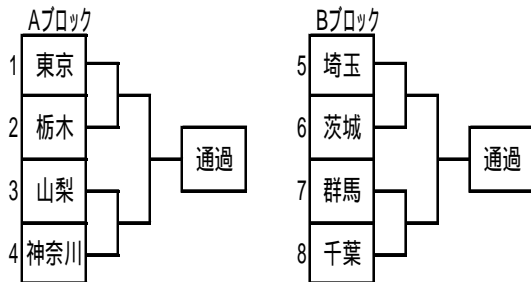 Aブロック
1 東京
2 栃木
3 山梨
4 神奈川
通過
Bブロック
5 埼玉
6 茨城
7 群馬
8 千葉
通過